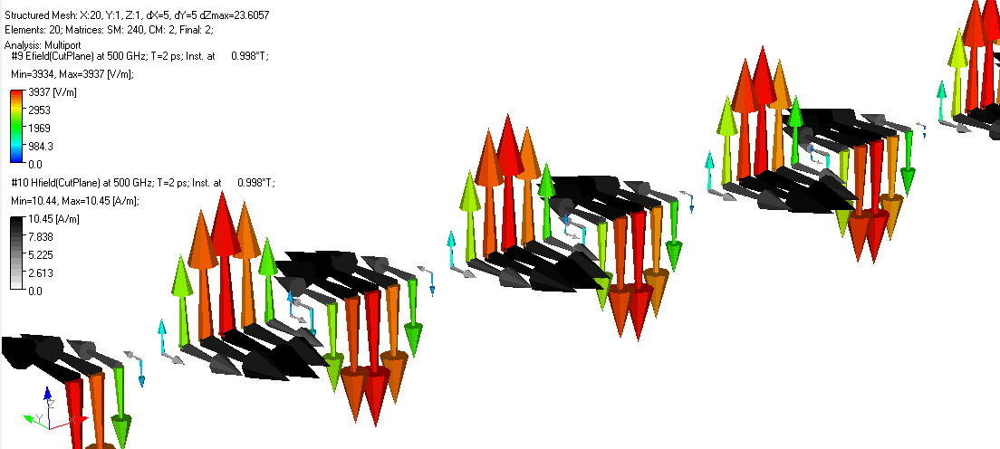 Structured Mesh: X:20, Y:1, Z:1, dX=5, dY=5 dZmax=23.6057
Elements: 20; Matrices: SM: 240, CM: 2, Final: 2;
Analysis: Multiport
#9 Efield(CutPlane) at 500 GHz; T=2 ps; Inst. at 0.998*T;
Min=3934, Max=3937 [V/m];
3937 [V/m]
2953
1969
984.3
0.0
#10 Hfield(CutPlane) at 500 GHz; T=2 ps; Inst. at 0.998*T;
Min=10.44, Max=10.45 [A/m];
10.45 [A/m]
7.838
5.225
2.613
0.0
Z
Y X